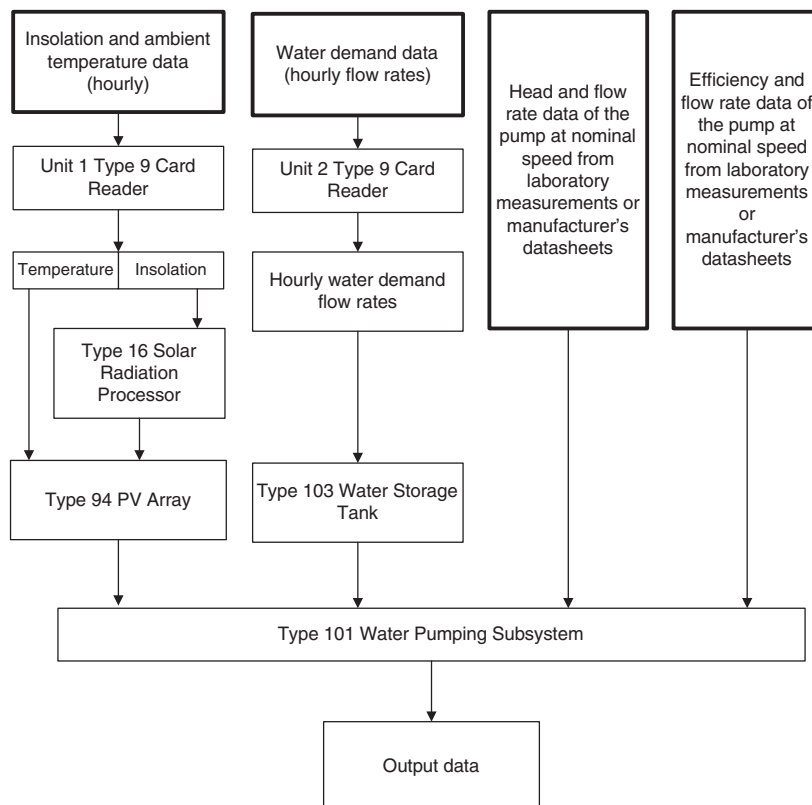 Insolation and ambient
temperature data
(hourly)
Water demand data
(hourly flow rates)
Head and flow
rate data of the
pump at nominal
speed from
laboratory
measurements or
manufacturer's
datasheets
Efficiency and
flow rate data of
the pump at
nominal speed
from laboratory
measurements
or
manufacturer's
datasheets
Unit 1 Type 9 Card
Reader
Unit 2 Type 9 Card
Reader
Temperature
Insolation
Hourly water demand
flow rates
Type 16 Solar
Radiation
Processor
Type 94 PV Array
Type 103 Water Storage
Tank
Type 101 Water Pumping Subsystem
Output data